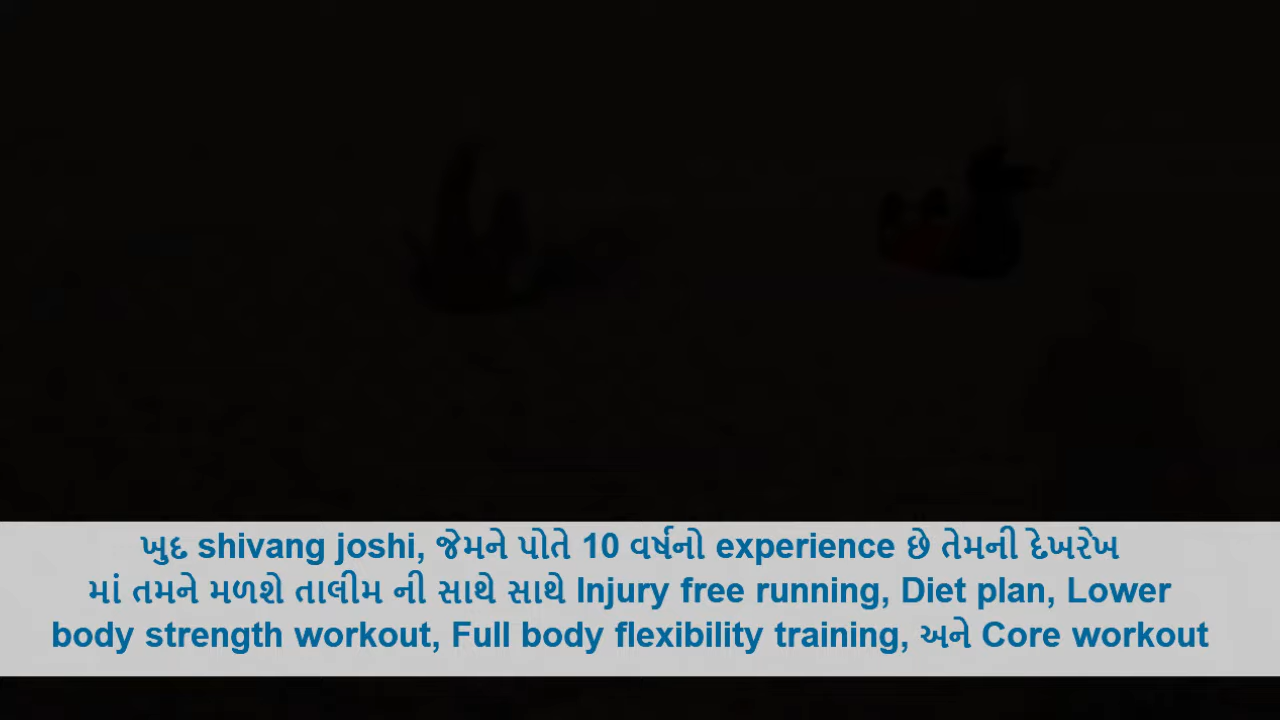 ખુદ shivang joshi, જેમને પોતે 10 વર્ષનો experience છે તેમની દેખરેખ
માં તમને મળશે તાલીમ ની સાથે સાથે Injury free running, Diet plan, Lower
body strength workout, Full body flexibility training, અને Core workout